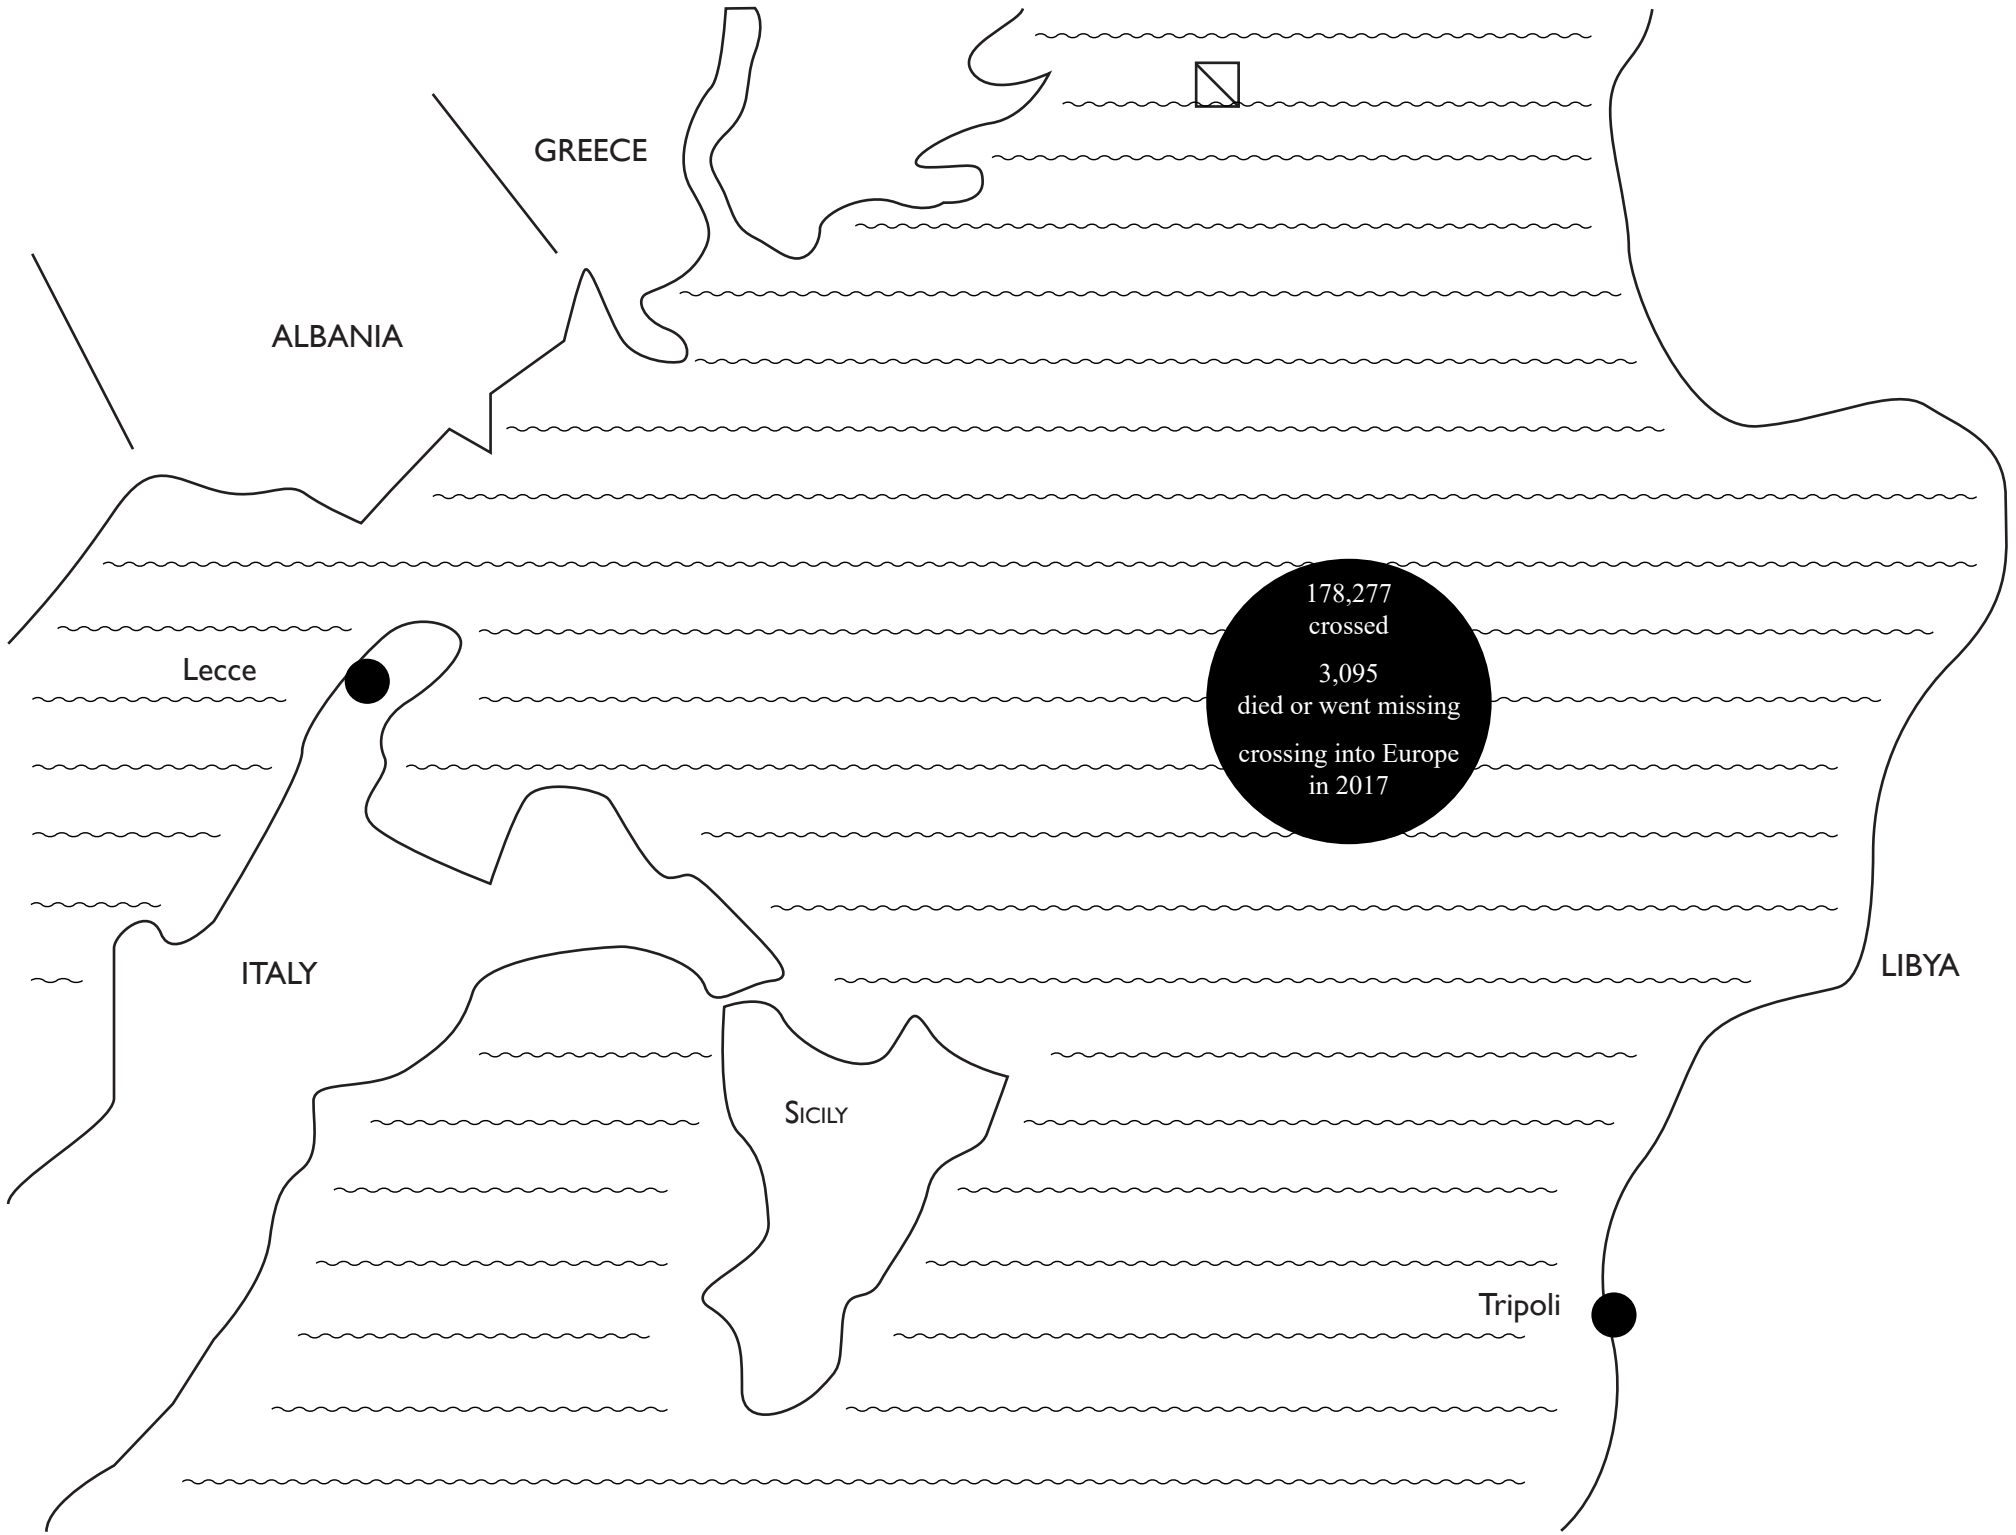 GREECE
ALBANIA
178,277
crossed
3,095
died or went missing
crossing into Europe
in 2017
Lecce
ITALY
LIBYA
SICILY
Tripoli